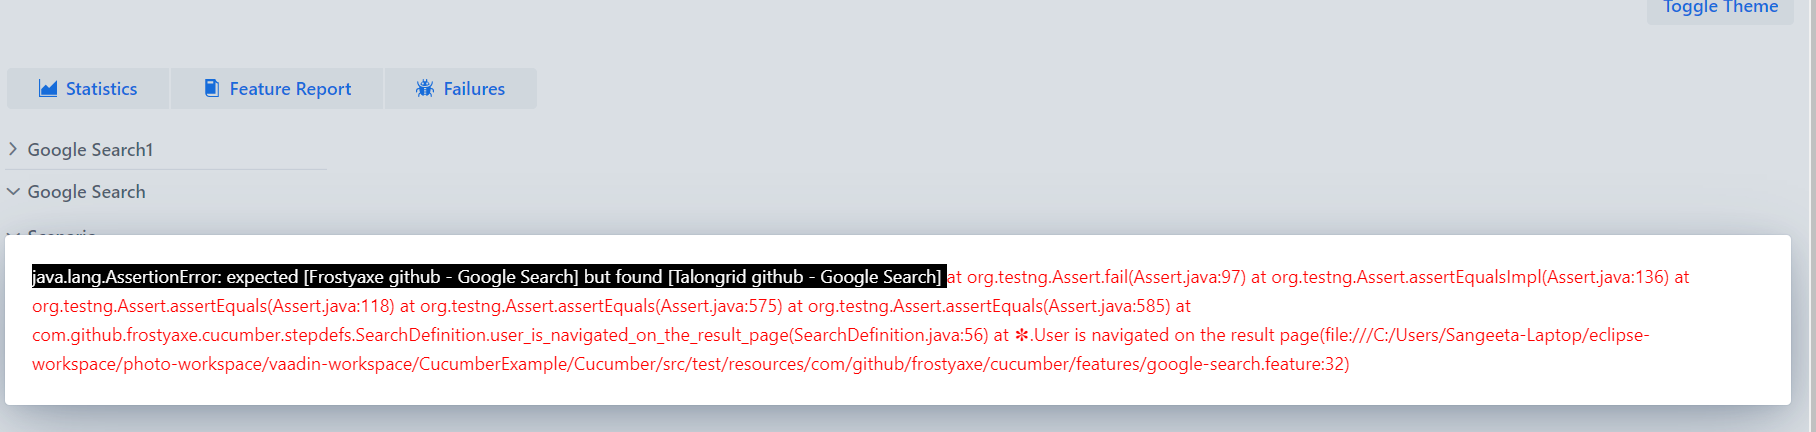 Toggle Theme
Statistics
Feature Report
Failures
Google Search1
Google Search
Scenario
java.lang.AssertionError: expected [Frostyaxe github - Google Search] but found [Talongrid github - Google Search] at org.testng.Assert.fail(Assert.java:97) at org.testng.Assert.assertEqualsImpl(Assert.java:136) at
org.testng.Assert.assertEquals(Assert.java:118) at org.testng.Assert.assertEquals(Assert.java:575) at org.testng.Assert.assertEquals(Assert.java:585) at
com.github.frostyaxe.cucumber.stepdefs.SearchDefinition.user_is_navigated_on_the_result_page(SearchDefinition.java:56) at ✽.User is navigated on the result page(file:///C:/Users/Sangeeta-Laptop/eclipse-
workspace/photo-workspace/vaadin-workspace/CucumberExample/Cucumber/src/test/resources/com/github/frostyaxe/cucumber/features/google-search.feature:32)